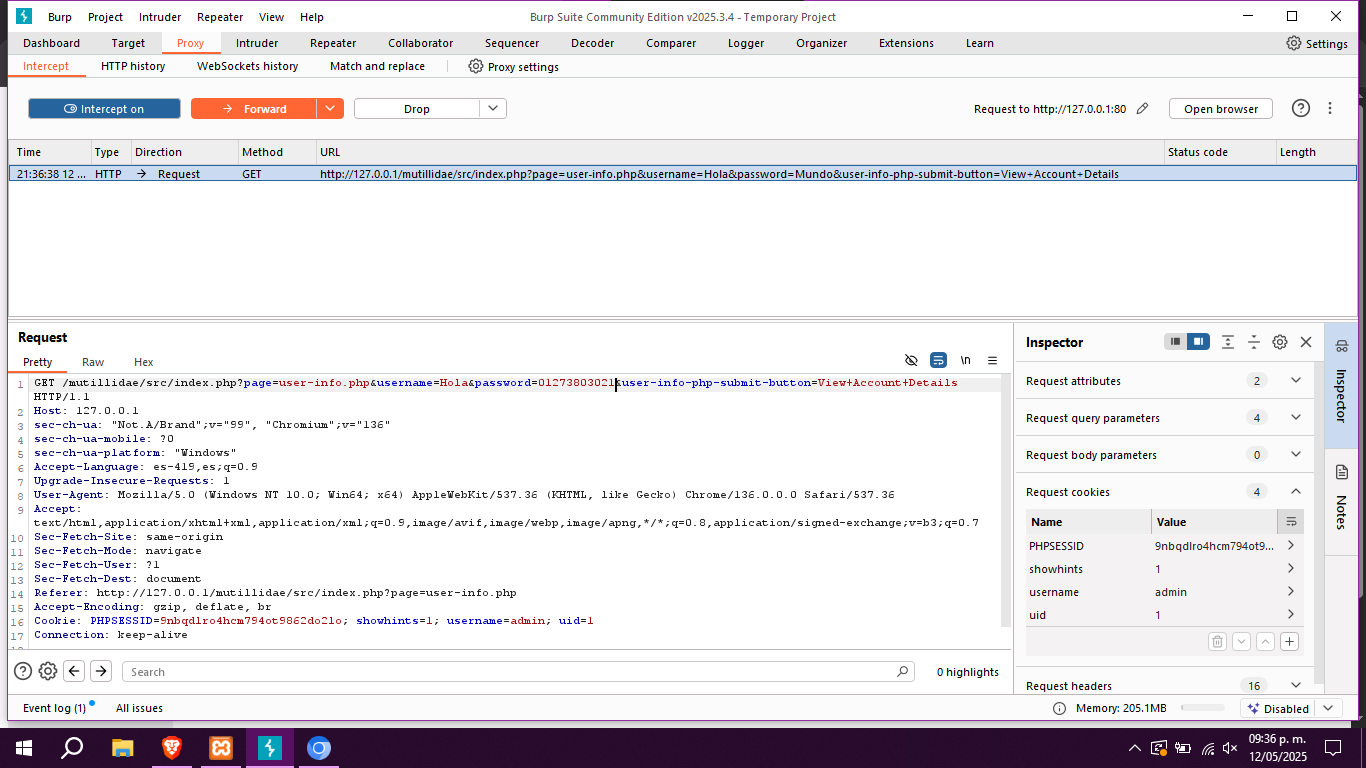 Burp Project Intruder Repeater View Help Burp Suite Community Edition v2025.3.4 - Temporary Project
Dashboard Target Proxy Intruder Repeater Collaborator Sequencer Decoder Comparer Logger Organizer Extensions Learn Settings
Intercept HTTP history WebSockets history Match and replace Proxy settings
Intercept on Forward Drop Request to http://127.0.0.1:80 Open browser
Time Type Direction Method URL Status code Length
21:36:38 12 ... HTTP Request GET http://127.0.0.1/mutillidae/src/index.php?page=user-info.php&username=Hola&password=Mundo&user-info-php-submit-button=View+Account+Details
Request
Pretty Raw Hex \n
1 GET /mutillidae/src/index.php?page=user-info.php&username=Hola&password=01273803021&user-info-php-submit-button=View+Account+Details
HTTP/1.1
2 Host: 127.0.0.1
3 sec-ch-ua: "Not.A/Brand";v="99", "Chromium";v="136"
4 sec-ch-ua-mobile: ?0
5 sec-ch-ua-platform: "Windows"
6 Accept-Language: es-419,es;q=0.9
7 Upgrade-Insecure-Requests: 1
8 User-Agent: Mozilla/5.0 (Windows NT 10.0; Win64; x64) AppleWebKit/537.36 (KHTML, like Gecko) Chrome/136.0.0.0 Safari/537.36
9 Accept:
text/html,application/xhtml+xml,application/xml;q=0.9,image/avif,image/webp,image/apng,*/*;q=0.8,application/signed-exchange;v=b3;q=0.7
10 Sec-Fetch-Site: same-origin
11 Sec-Fetch-Mode: navigate
12 Sec-Fetch-User: ?1
13 Sec-Fetch-Dest: document
14 Referer: http://127.0.0.1/mutillidae/src/index.php?page=user-info.php
15 Accept-Encoding: gzip, deflate, br
16 Cookie: PHPSESSID=9nbqdlro4hcm794ot9862do2lo; showhints=1; username=admin; uid=1
17 Connection: keep-alive
Search 0 highlights
Inspector
Request attributes 2
Request query parameters 4
Request body parameters 0
Request cookies 4
Name Value
PHPSESSID 9nbqdlro4hcm794ot9...
showhints 1
username admin
uid 1
Request headers 16
Inspector
Notes
Event log (1) All issues Memory: 205.1MB Disabled
09:36 p. m.
12/05/2025